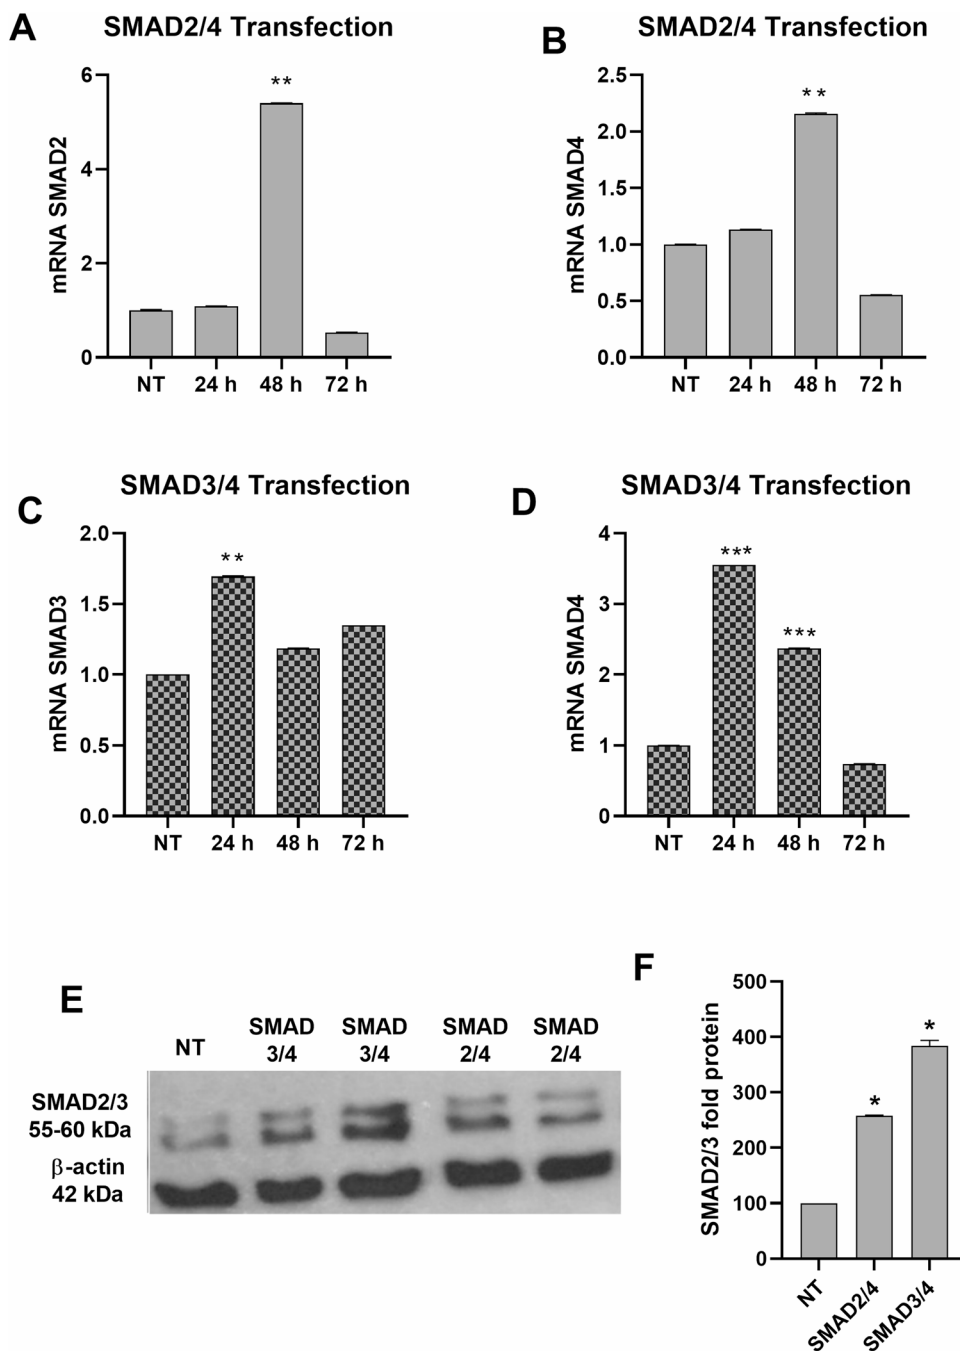 A
SMAD2/4 Transfection
mRNA SMAD2
6
4
2
0
**
NT 24 h 48 h 72 h
B
SMAD2/4 Transfection
mRNA SMAD4
2.5
2.0
1.5
1.0
0.5
0.0
**
NT 24 h 48 h 72 h
C
SMAD3/4 Transfection
mRNA SMAD3
2.0
1.5
1.0
0.5
0.0
**
NT 24 h 48 h 72 h
D
SMAD3/4 Transfection
mRNA SMAD4
4
3
2
1
0
***
***
NT 24 h 48 h 72 h
E
NT
SMAD
3/4
SMAD
3/4
SMAD
2/4
SMAD
2/4
SMAD2/3
55-60 kDa
β-actin
42 kDa
F
SMAD2/3 fold protein
500
400
300
200
100
0
*
*
NT
SMAD2/4
SMAD3/4